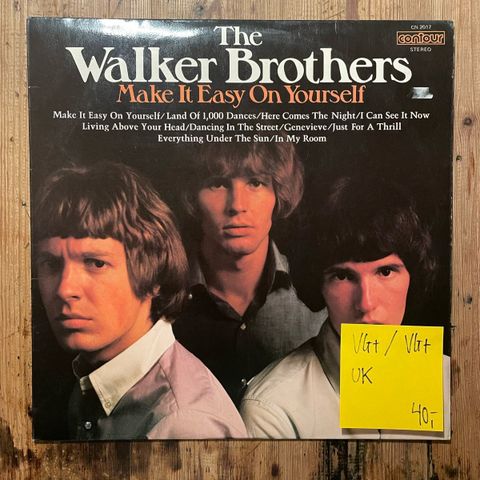 CN 2017
contour
STEREO
The
Walker Brothers
Make It Easy On Yourself
Make It Easy On Yourself/Land Of 1,000 Dances/Here Comes The Night/I Can See It Now
Living Above Your Head/Dancing In The Street/Genevieve/Just For A Thrill
Everything Under The Sun/In My Room
VG+ / VG+
UK
40,-